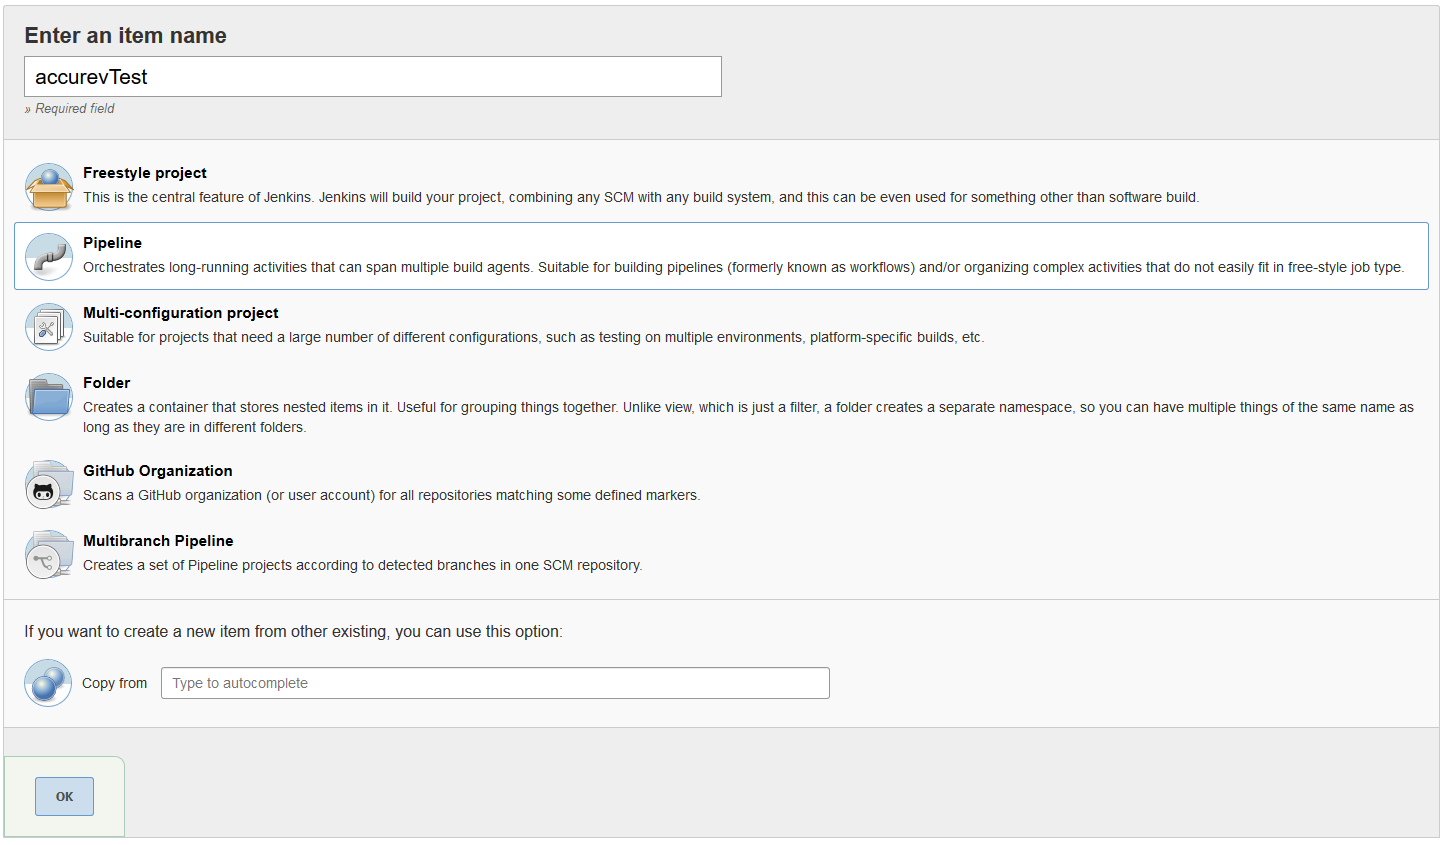 Enter an item name
accurevTest
» Required field
Freestyle project
This is the central feature of Jenkins. Jenkins will build your project, combining any SCM with any build system, and this can be even used for something other than software build.
Pipeline
Orchestrates long-running activities that can span multiple build agents. Suitable for building pipelines (formerly known as workflows) and/or organizing complex activities that do not easily fit in free-style job type.
Multi-configuration project
Suitable for projects that need a large number of different configurations, such as testing on multiple environments, platform-specific builds, etc.
Folder
Creates a container that stores nested items in it. Useful for grouping things together. Unlike view, which is just a filter, a folder creates a separate namespace, so you can have multiple things of the same name as
long as they are in different folders.
GitHub Organization
Scans a GitHub organization (or user account) for all repositories matching some defined markers.
Multibranch Pipeline
Creates a set of Pipeline projects according to detected branches in one SCM repository.
If you want to create a new item from other existing, you can use this option:
Copy from
Type to autocomplete
OK